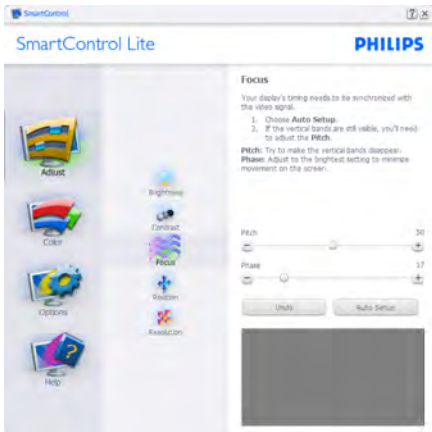 SmartControl
SmartControl Lite
PHILIPS
Adjust
Color
Options
Help
Brightness
Contrast
Focus
Position
Resolution
Focus
Your display's timing needs to be synchronized with
the video signal.
1. Choose Auto Setup.
2. If the vertical bands are still visible, you'll need
to adjust the Pitch.
Pitch: Try to make the vertical bands disappear.
Phase: Adjust to the brightest setting to minimize
movement on the screen.
Pitch 50
Phase 17
Undo Auto Setup